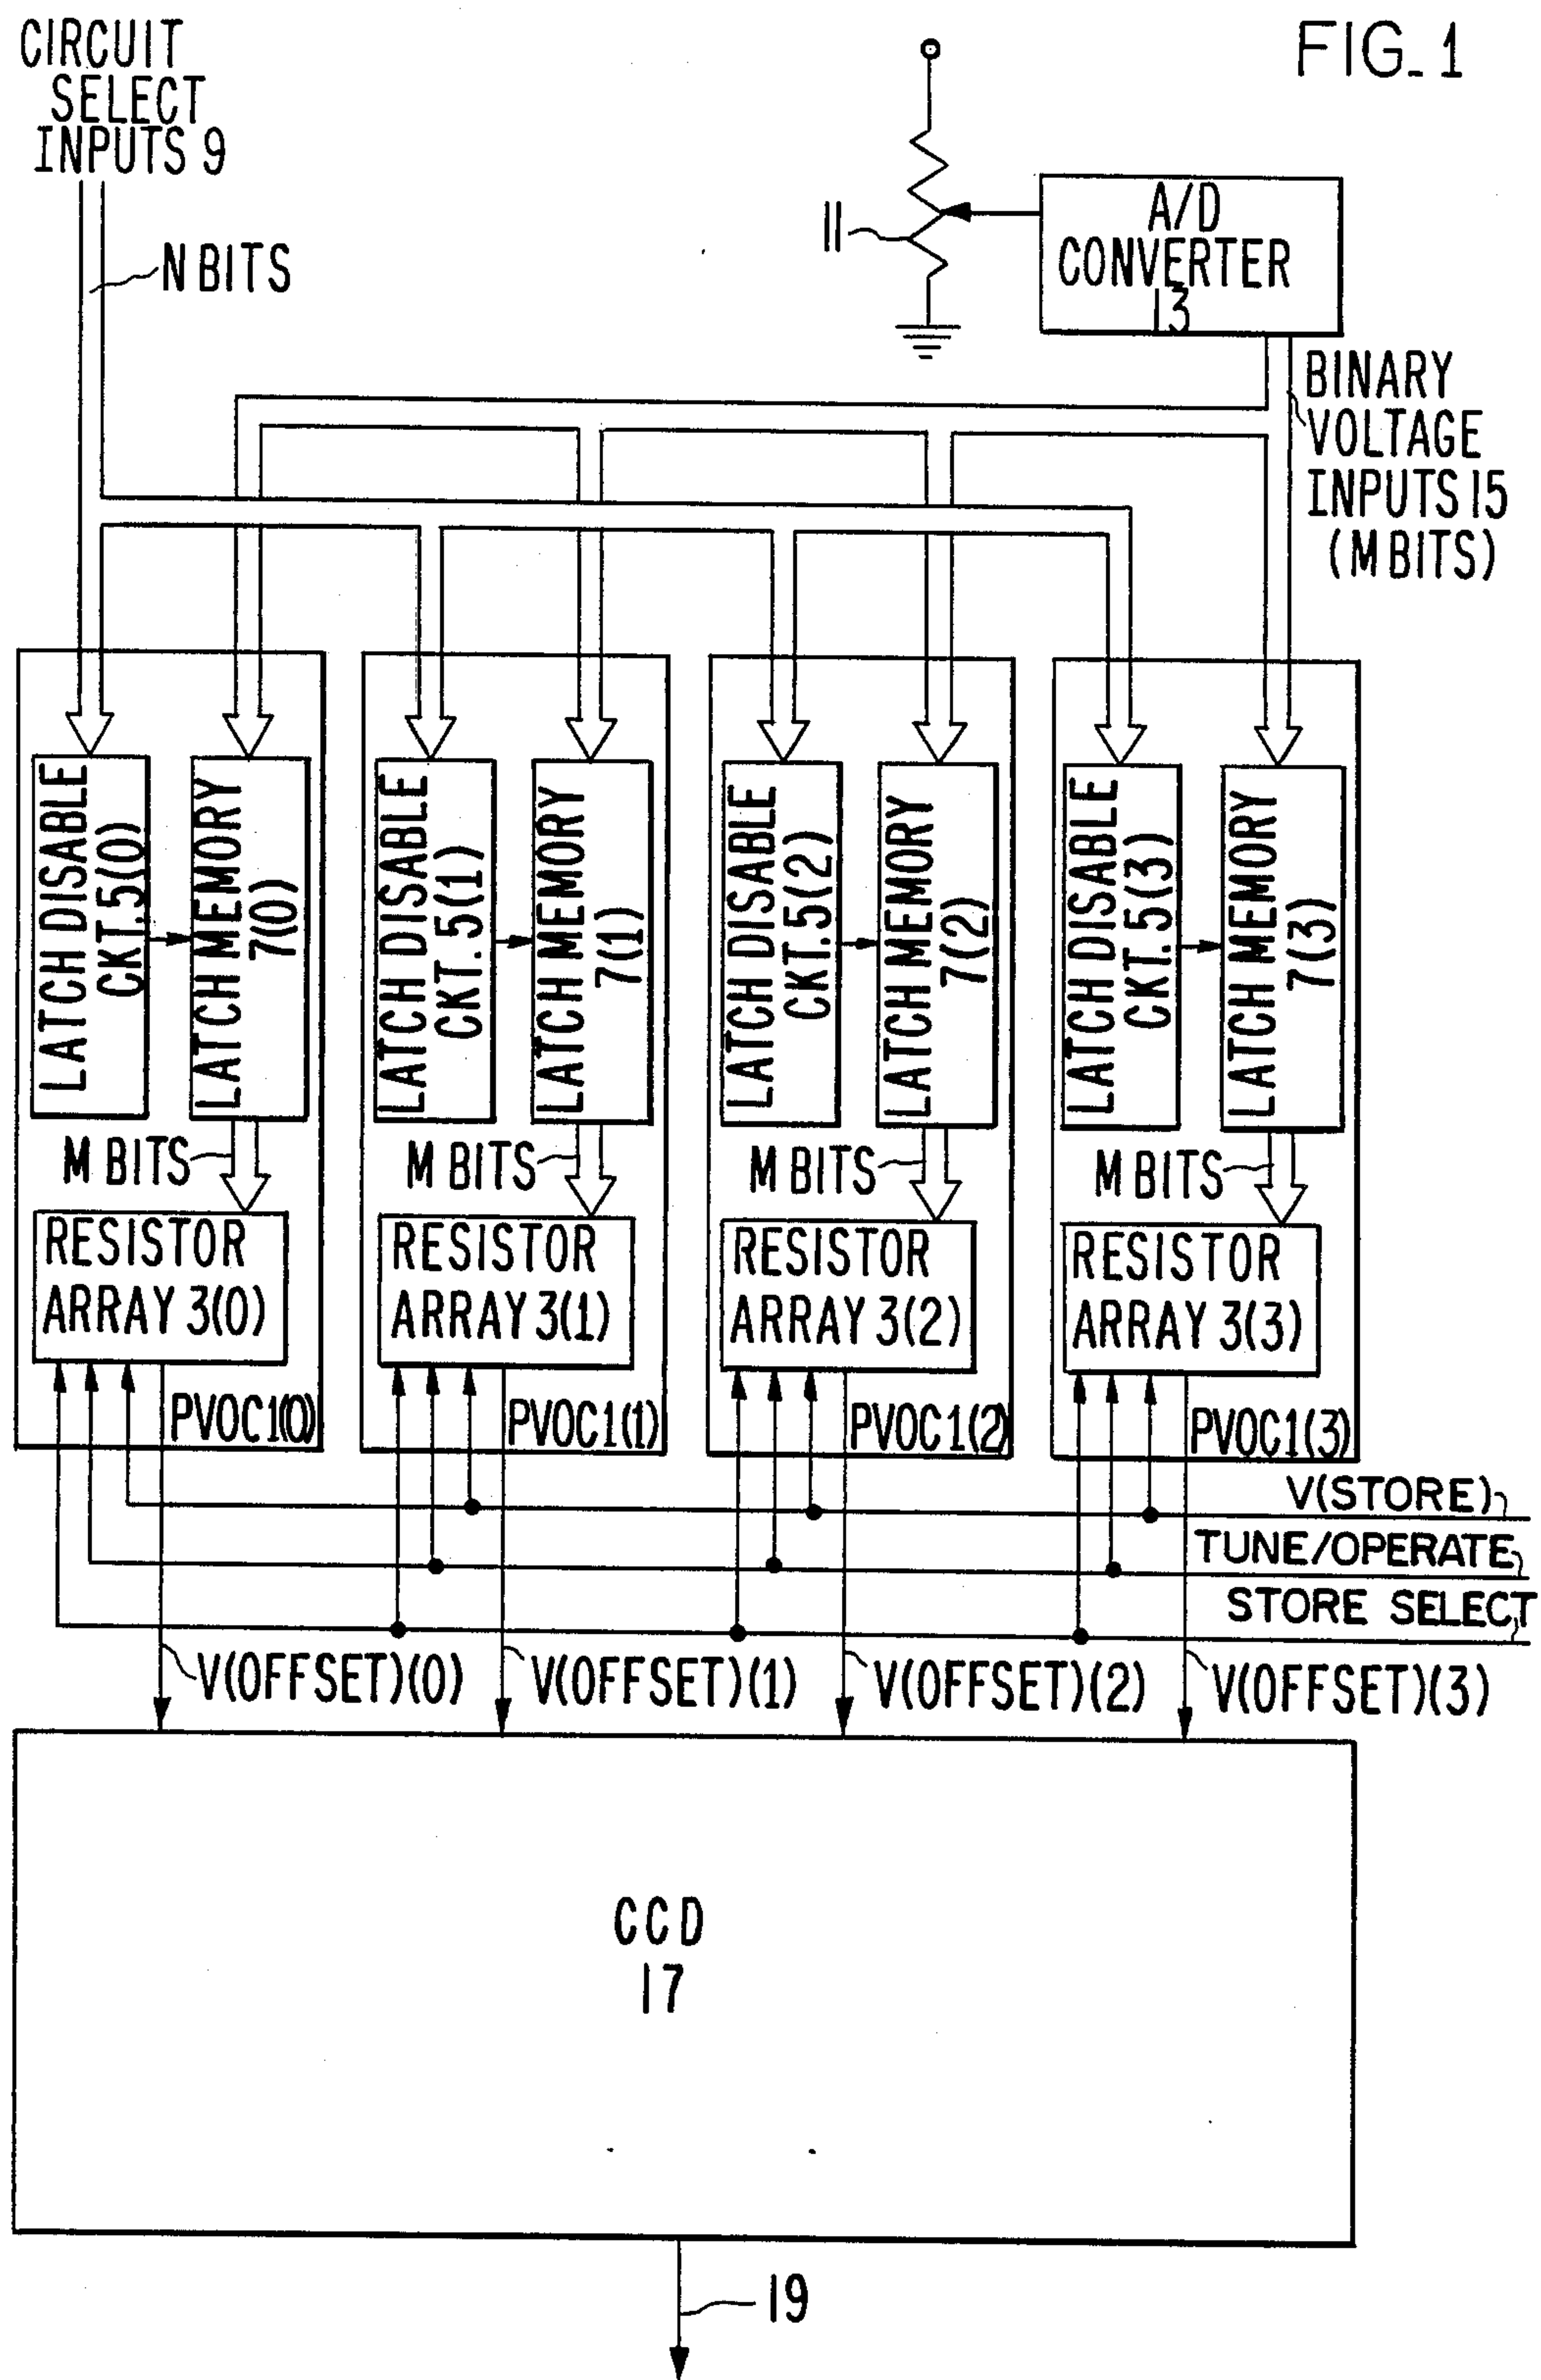 FIG. 1
CIRCUIT
SELECT
INPUTS 9
N BITS
11
A/D
CONVERTER
13
BINARY
VOLTAGE
INPUTS 15
(M BITS)
LATCH DISABLE
CKT. 5(0)
LATCH MEMORY
7(0)
LATCH DISABLE
CKT. 5(1)
LATCH MEMORY
7(1)
LATCH DISABLE
CKT. 5(2)
LATCH MEMORY
7(2)
LATCH DISABLE
CKT. 5(3)
LATCH MEMORY
7(3)
M BITS
M BITS
M BITS
M BITS
RESISTOR
ARRAY 3(0)
RESISTOR
ARRAY 3(1)
RESISTOR
ARRAY 3(2)
RESISTOR
ARRAY 3(3)
PVOC1(0)
PVOC1(1)
PVOC1(2)
PVOC1(3)
V(STORE)
TUNE/OPERATE
STORE SELECT
V(OFFSET)(0)
V(OFFSET)(1)
V(OFFSET)(2)
V(OFFSET)(3)
CCD
17
19